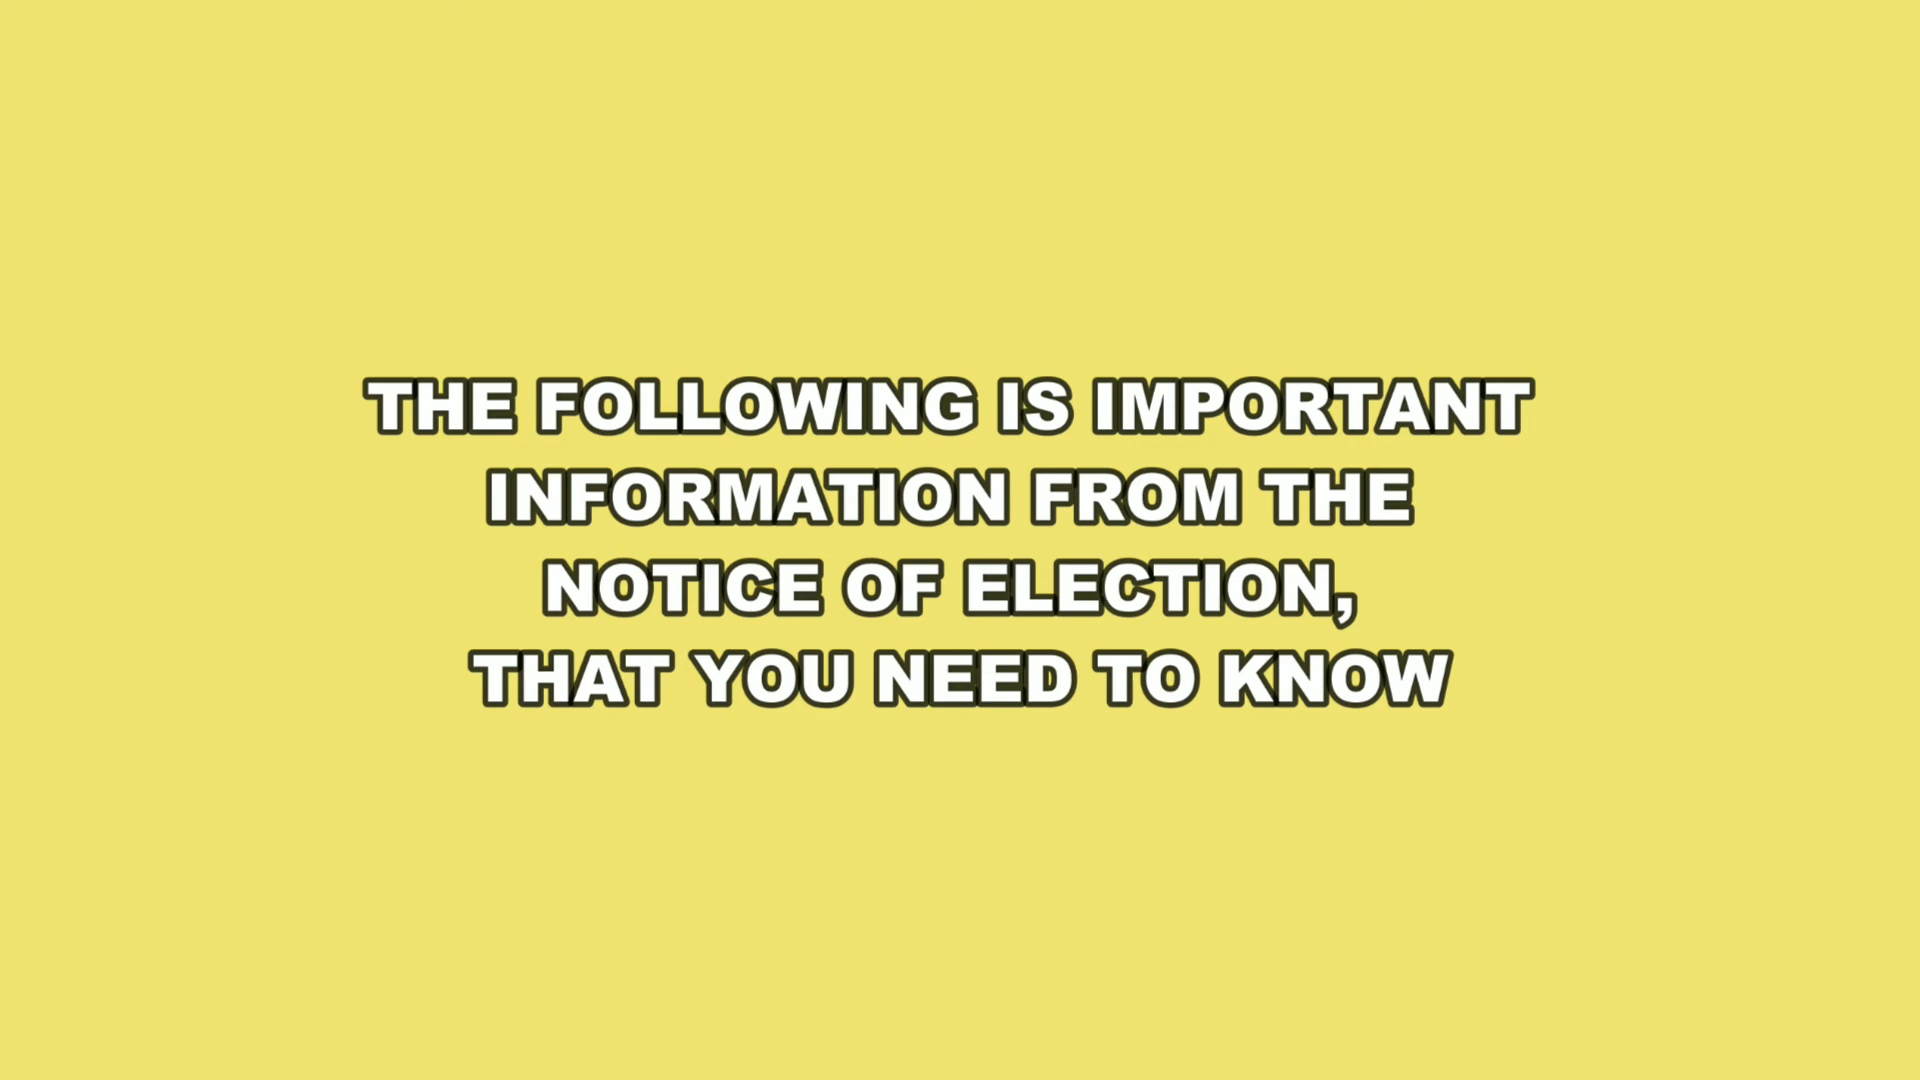 THE FOLLOWING IS IMPORTANT
INFORMATION FROM THE
NOTICE OF ELECTION,
THAT YOU NEED TO KNOW